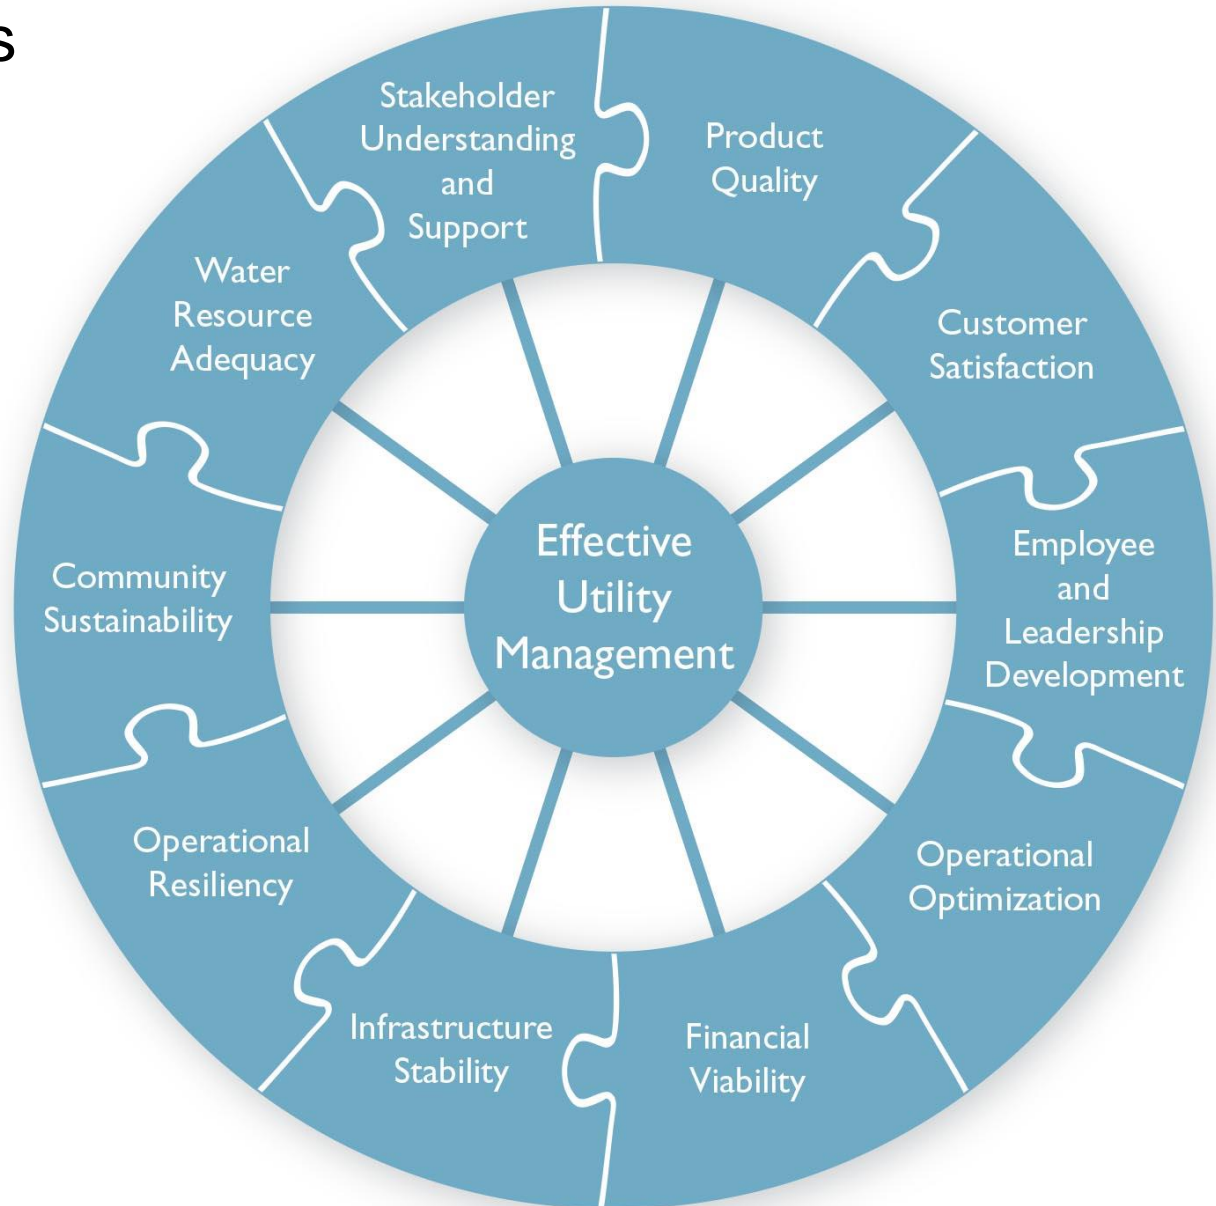 s
Stakeholder
Understanding
and
Support
Product
Quality
Customer
Satisfaction
Employee
and
Leadership
Development
Operational
Optimization
Financial
Viability
Infrastructure
Stability
Operational
Resiliency
Community
Sustainability
Water
Resource
Adequacy
Effective
Utility
Management